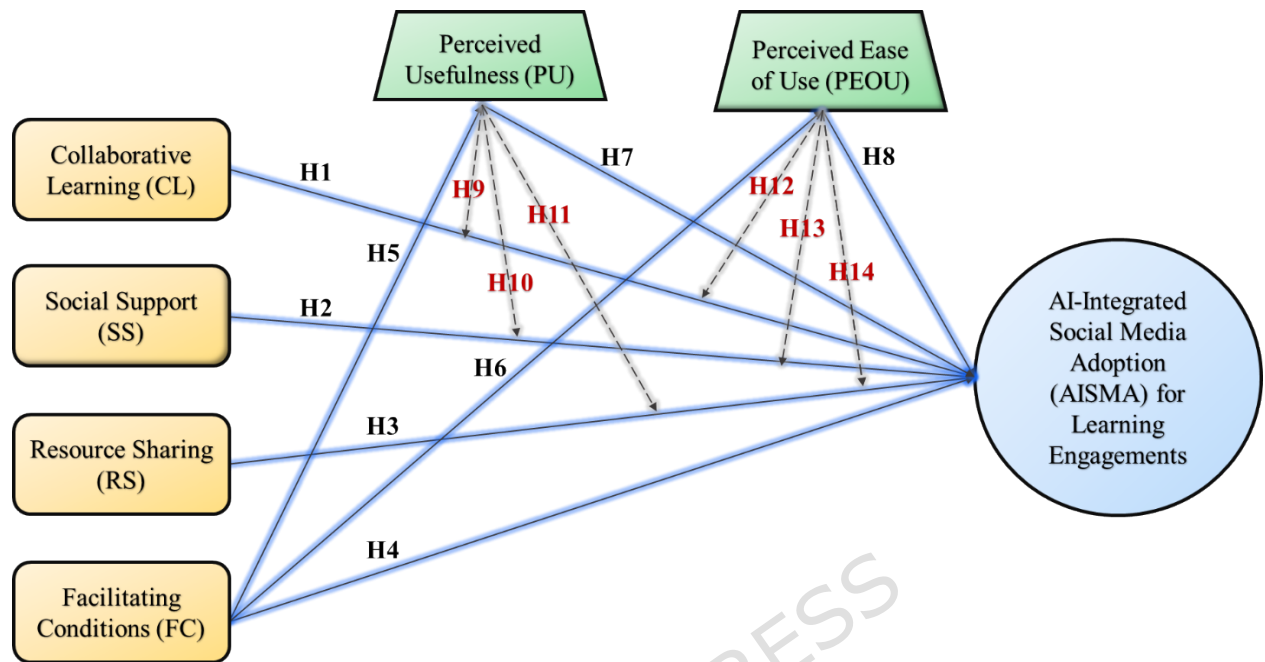 Perceived
Usefulness (PU)
Perceived Ease
of Use (PEOU)
Collaborative
Learning (CL)
H1
H7
H8
H9
H11
H12
H13
H5
H10
H14
Social Support
(SS)
H2
H6
AI-Integrated
Social Media
Adoption
(AISMA) for
Learning
Engagements
Resource Sharing
(RS)
H3
H4
Facilitating
Conditions (FC)
RESS